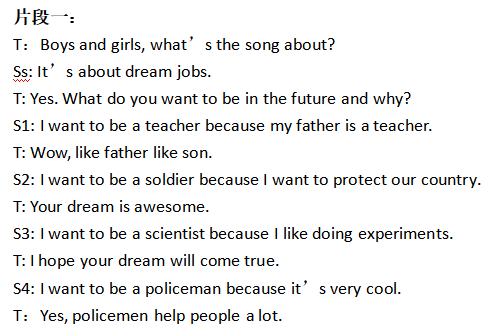 片段一：
T： Boys and girls, what’s the song about?
Ss: It’s about dream jobs.
T: Yes. What do you want to be in the future and why?
S1: I want to be a teacher because my father is a teacher.
T: Wow, like father like son.
S2: I want to be a soldier because I want to protect our country.
T: Your dream is awesome.
S3: I want to be a scientist because I like doing experiments.
T: I hope your dream will come true.
S4: I want to be a policeman because it’s very cool.
T： Yes, policemen help people a lot.